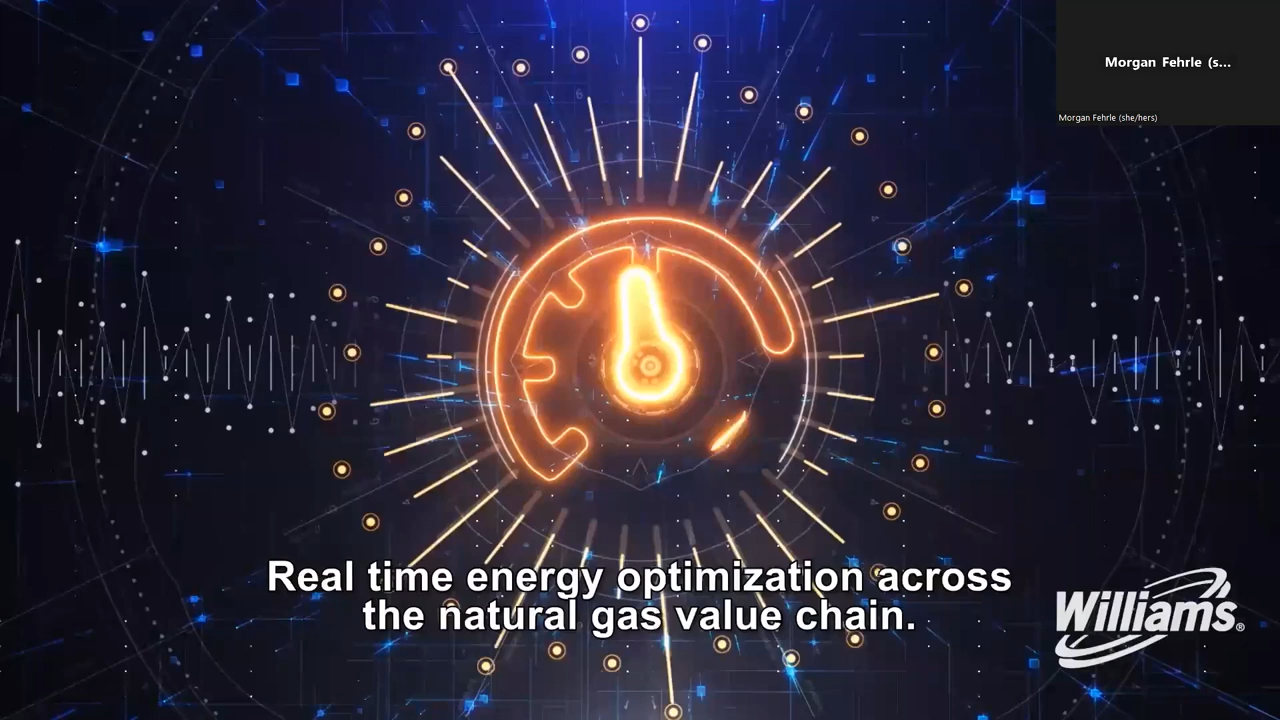 Morgan Fehrle (s...
Morgan Fehrle (she/hers)
Real time energy optimization across
the natural gas value chain.
Williams®